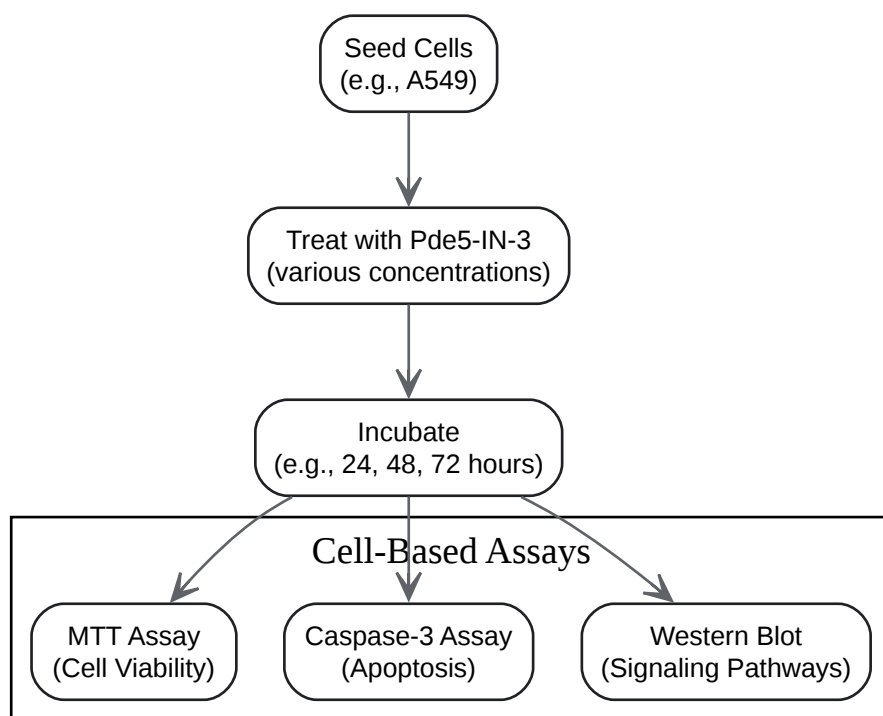 Seed Cells
(e.g., A549)
Treat with Pde5-IN-3
(various concentrations)
Incubate
(e.g., 24, 48, 72 hours)
Cell-Based Assays
MTT Assay
(Cell Viability)
Caspase-3 Assay
(Apoptosis)
Western Blot
(Signaling Pathways)